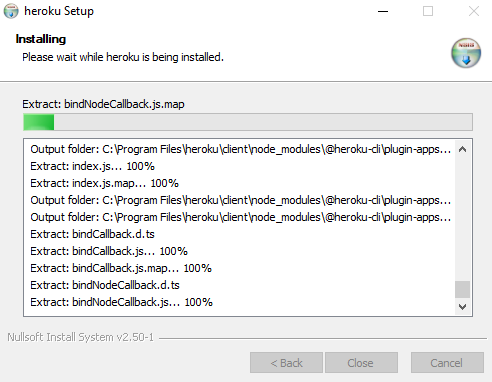 heroku Setup
Installing
Please wait while heroku is being installed.
Extract: bindNodeCallback.js.map
Output folder: C:\Program Files\heroku\client\node_modules\@heroku-cli\plugin-apps...
Extract: index.js... 100%
Extract: index.js.map... 100%
Output folder: C:\Program Files\heroku\client\node_modules\@heroku-cli\plugin-apps...
Output folder: C:\Program Files\heroku\client\node_modules\@heroku-cli\plugin-apps...
Extract: bindCallback.d.ts
Extract: bindCallback.js... 100%
Extract: bindCallback.js.map... 100%
Extract: bindNodeCallback.d.ts
Extract: bindNodeCallback.js... 100%
Nullsoft Install System v2.50-1
< Back Close Cancel